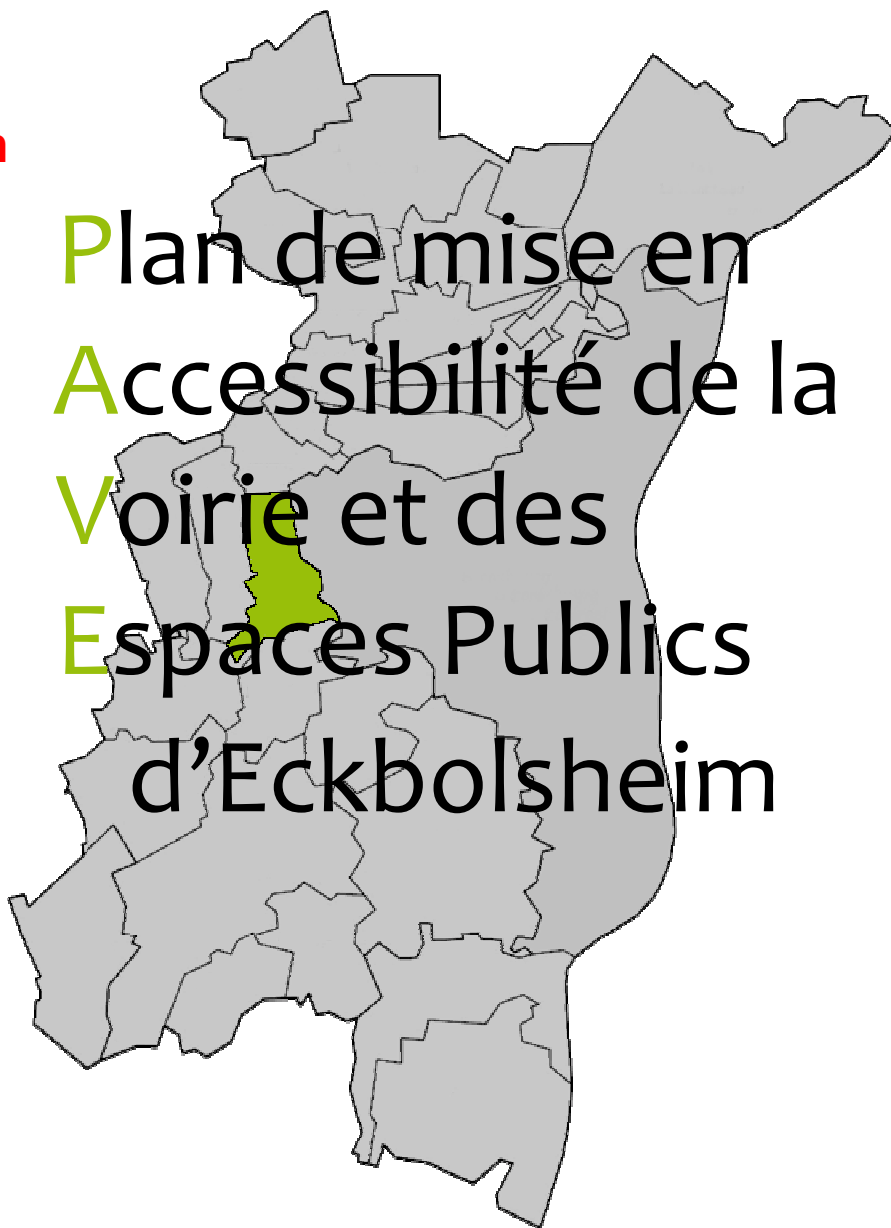 Plan de mise en
Accessibilité de la
Voirie et des
Espaces Publics
d’Eckbolsheim